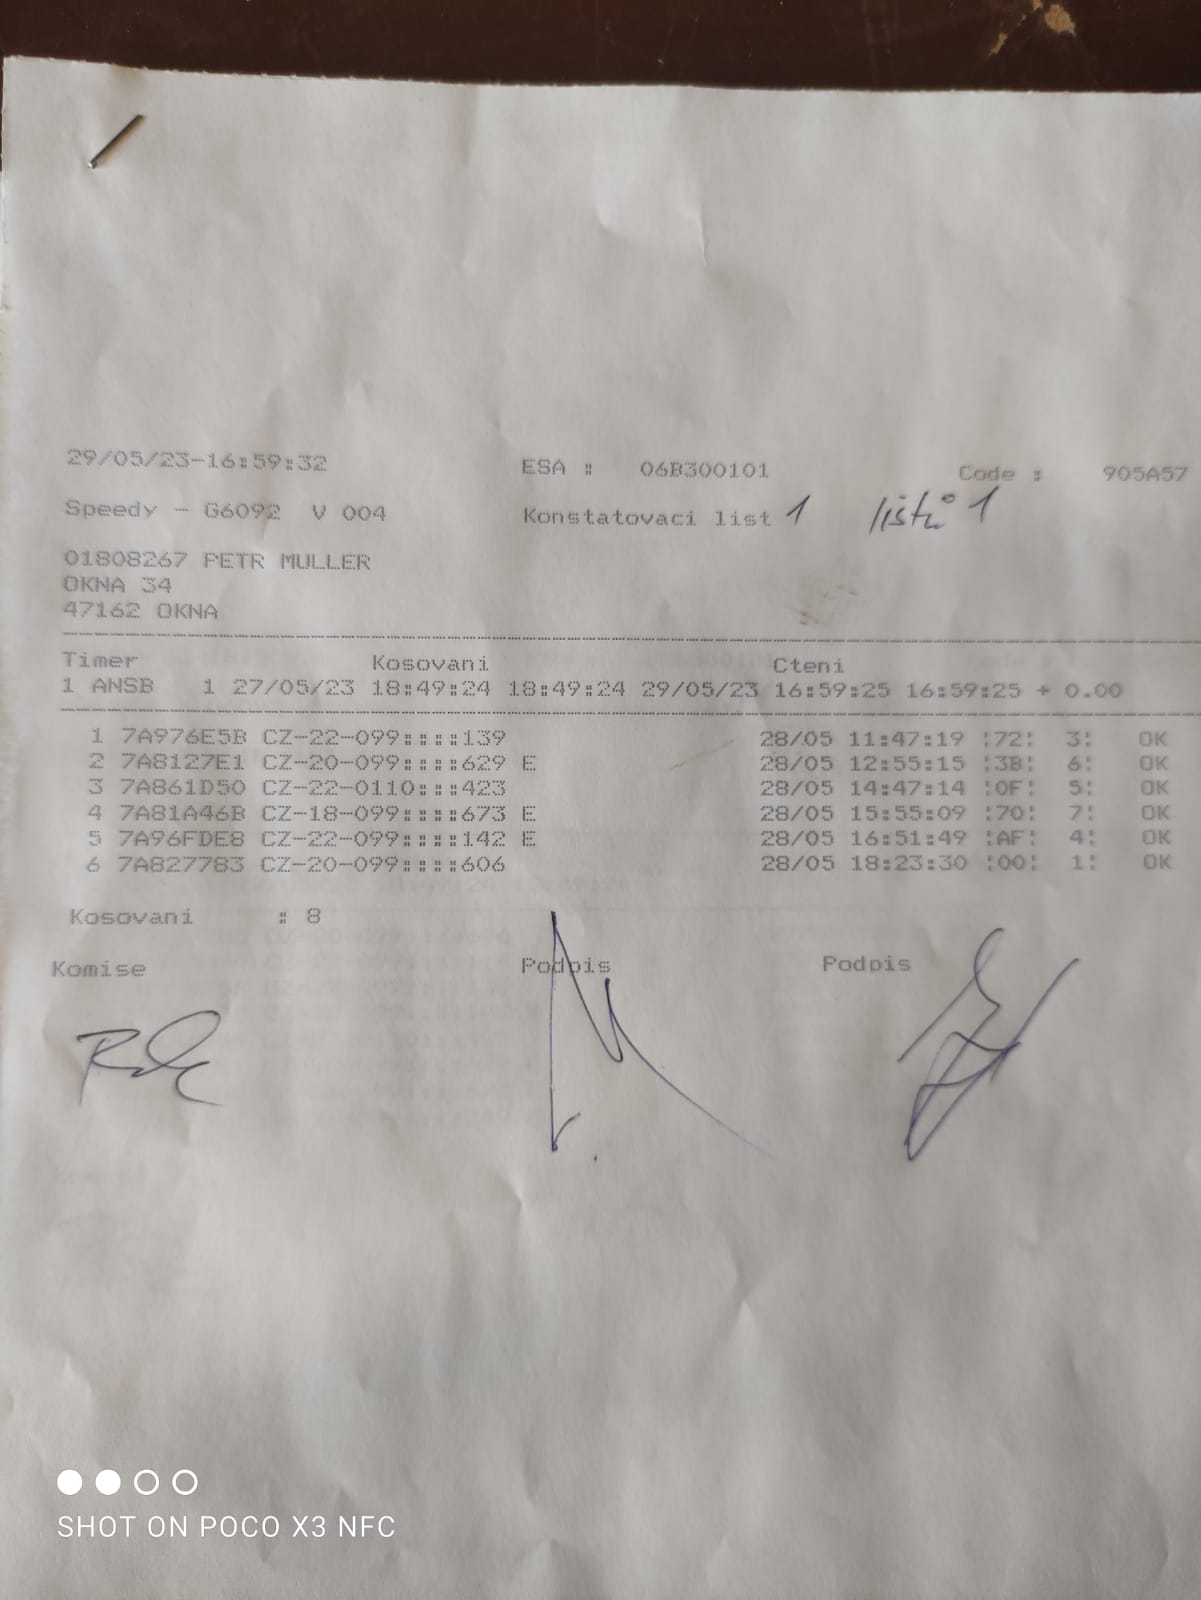 29/05/23-16:59:32 ESA : 06B300101 Code : 905A57
Speedy - G6092 V 004 Konstatovaci list 1 listů 1
01808267 PETR MULLER
OKNA 34
47162 OKNA
Timer Kosovani Cteni
1 ANSB 1 27/05/23 18:49:24 18:49:24 29/05/23 16:59:25 16:59:25 + 0.00
1 7A976E5B CZ-22-099::::139 28/05 11:47:19 :72: 3: OK
2 7A8127E1 CZ-20-099::::629 E 28/05 12:55:15 :3B: 6: OK
3 7A861D50 CZ-22-0110:::423 28/05 14:47:14 :0F: 5: OK
4 7A81A46B CZ-18-099::::673 E 28/05 15:55:09 :70: 7: OK
5 7A96FDE8 CZ-22-099::::142 E 28/05 16:51:49 :AF: 4: OK
6 7A827783 CZ-20-099::::606 28/05 18:23:30 :00: 1: OK
Kosovani : 8
Komise Podpis Podpis
SHOT ON POCO X3 NFC